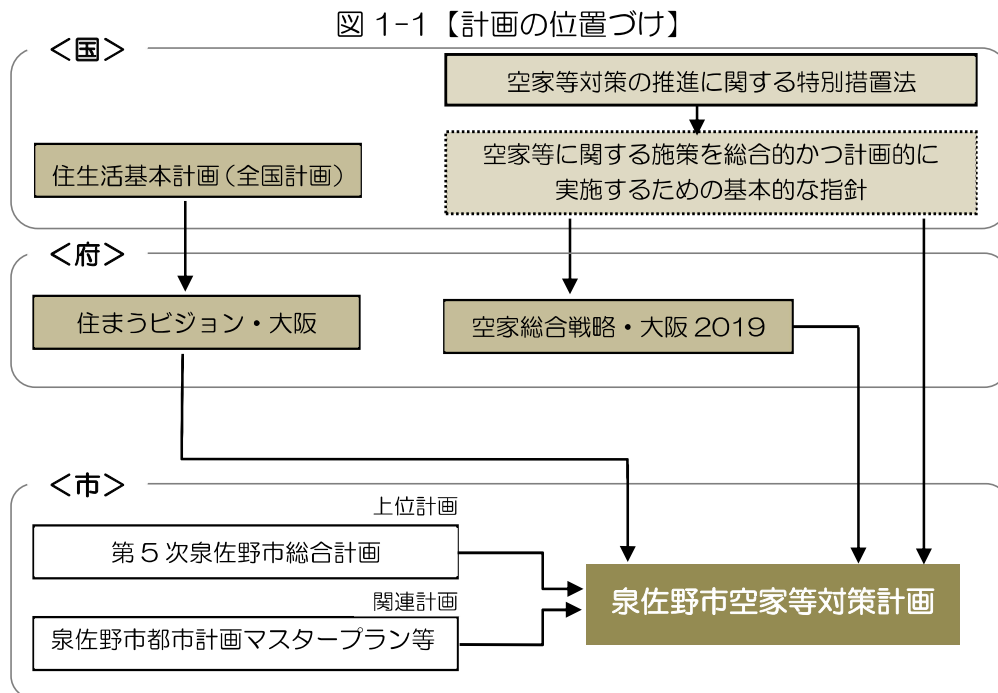 図 1-1【計画の位置づけ】
＜国＞
空家等対策の推進に関する特別措置法
住生活基本計画（全国計画）
空家等に関する施策を総合的かつ計画的に
実施するための基本的な指針
＜府＞
住まうビジョン・大阪
空家総合戦略・大阪 2019
＜市＞
上位計画
第 5 次泉佐野市総合計画
関連計画
泉佐野市都市計画マスタープラン等
泉佐野市空家等対策計画